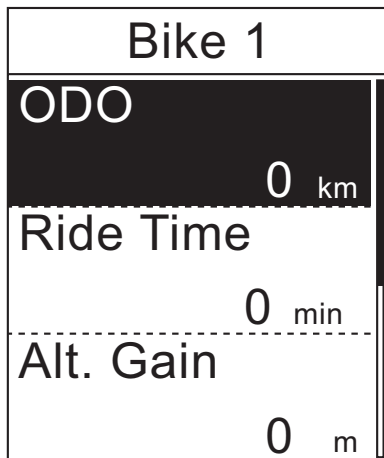 Bike 1
ODO
0 km
Ride Time
0 min
Alt. Gain
0 m